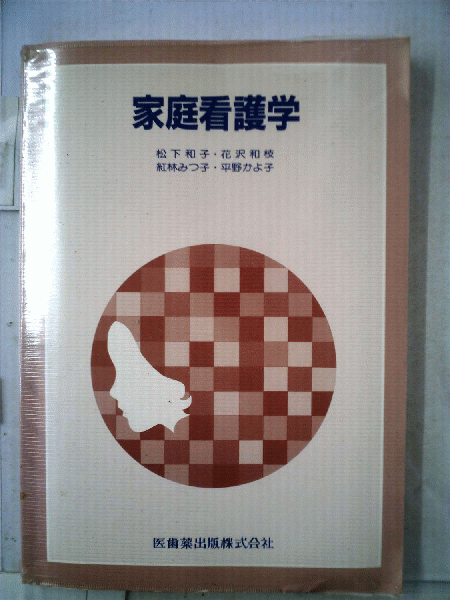 家庭看護学
松下和子・花沢和枝
紅林みつ子・平野かよ子
医歯薬出版株式会社